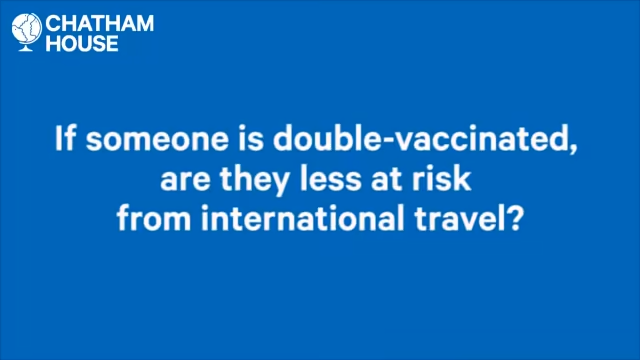 CHATHAM
HOUSE
If someone is double-vaccinated,
are they less at risk
from international travel?